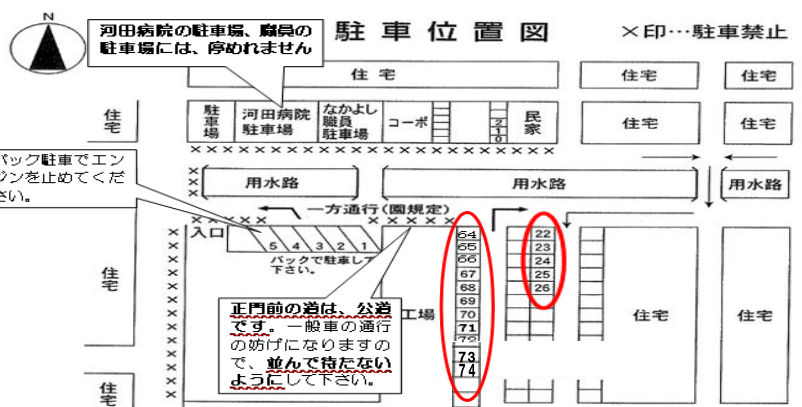 N
駐車位置図
×印…駐車禁止
河田病院の駐車場、職員の
駐車場には、停めれません
住宅
住宅
住宅
住宅
駐車場
河田病院
駐車場
なかよし
職員
駐車場
コーポ
210
民家
住宅
住宅
××××××××××××××××××××××××××××
バック駐車でエン
ジンを止めてくだ
さい。
用水路
用水路
用水路
一方通行(園規定)
入口
5 4 3 2 1
バックで駐車して
下さい。
64
65
66
67
68
69
70
71
72
73
74
22
23
24
25
26
住宅
工場
住宅
住宅
正門前の道は、公道
です。一般車の通行
の妨げになりますの
で、並んで待たない
ようにして下さい。
住宅